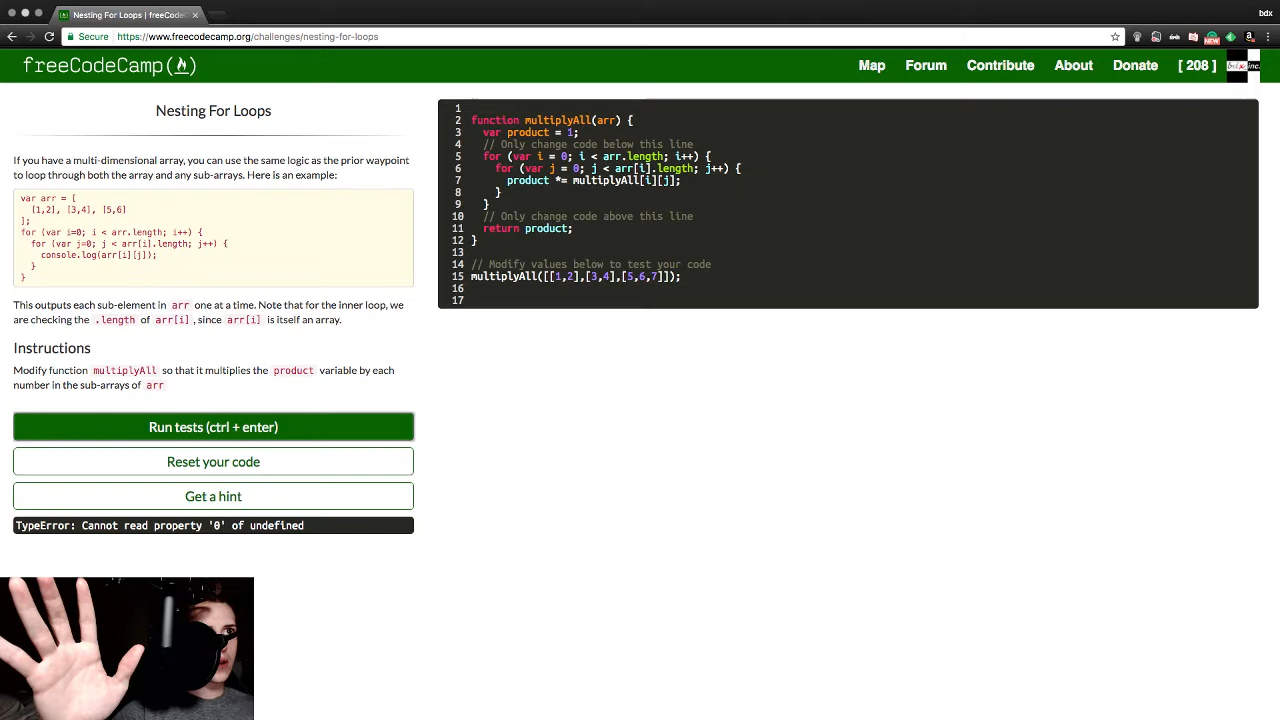 Nesting For Loops | freeCode
bdx
Secure https://www.freecodecamp.org/challenges/nesting-for-loops
NEW
freeCodeCamp
Map Forum Contribute About Donate [ 208 ] bdx inc.
Nesting For Loops
If you have a multi-dimensional array, you can use the same logic as the prior waypoint
to loop through both the array and any sub-arrays. Here is an example:
var arr = [
[1,2], [3,4], [5,6]
];
for (var i=0; i < arr.length; i++) {
for (var j=0; j < arr[i].length; j++) {
console.log(arr[i][j]);
}
}
This outputs each sub-element in arr one at a time. Note that for the inner loop, we
are checking the .length of arr[i] , since arr[i] is itself an array.
Instructions
Modify function multiplyAll so that it multiplies the product variable by each
number in the sub-arrays of arr
Run tests (ctrl + enter)
Reset your code
Get a hint
TypeError: Cannot read property '0' of undefined
1
2 function multiplyAll(arr) {
3 var product = 1;
4 // Only change code below this line
5 for (var i = 0; i < arr.length; i++) {
6 for (var j = 0; j < arr[i].length; j++) {
7 product *= multiplyAll[i][j];
8 }
9 }
10 // Only change code above this line
11 return product;
12 }
13
14 // Modify values below to test your code
15 multiplyAll([[1,2],[3,4],[5,6,7]]);
16
17